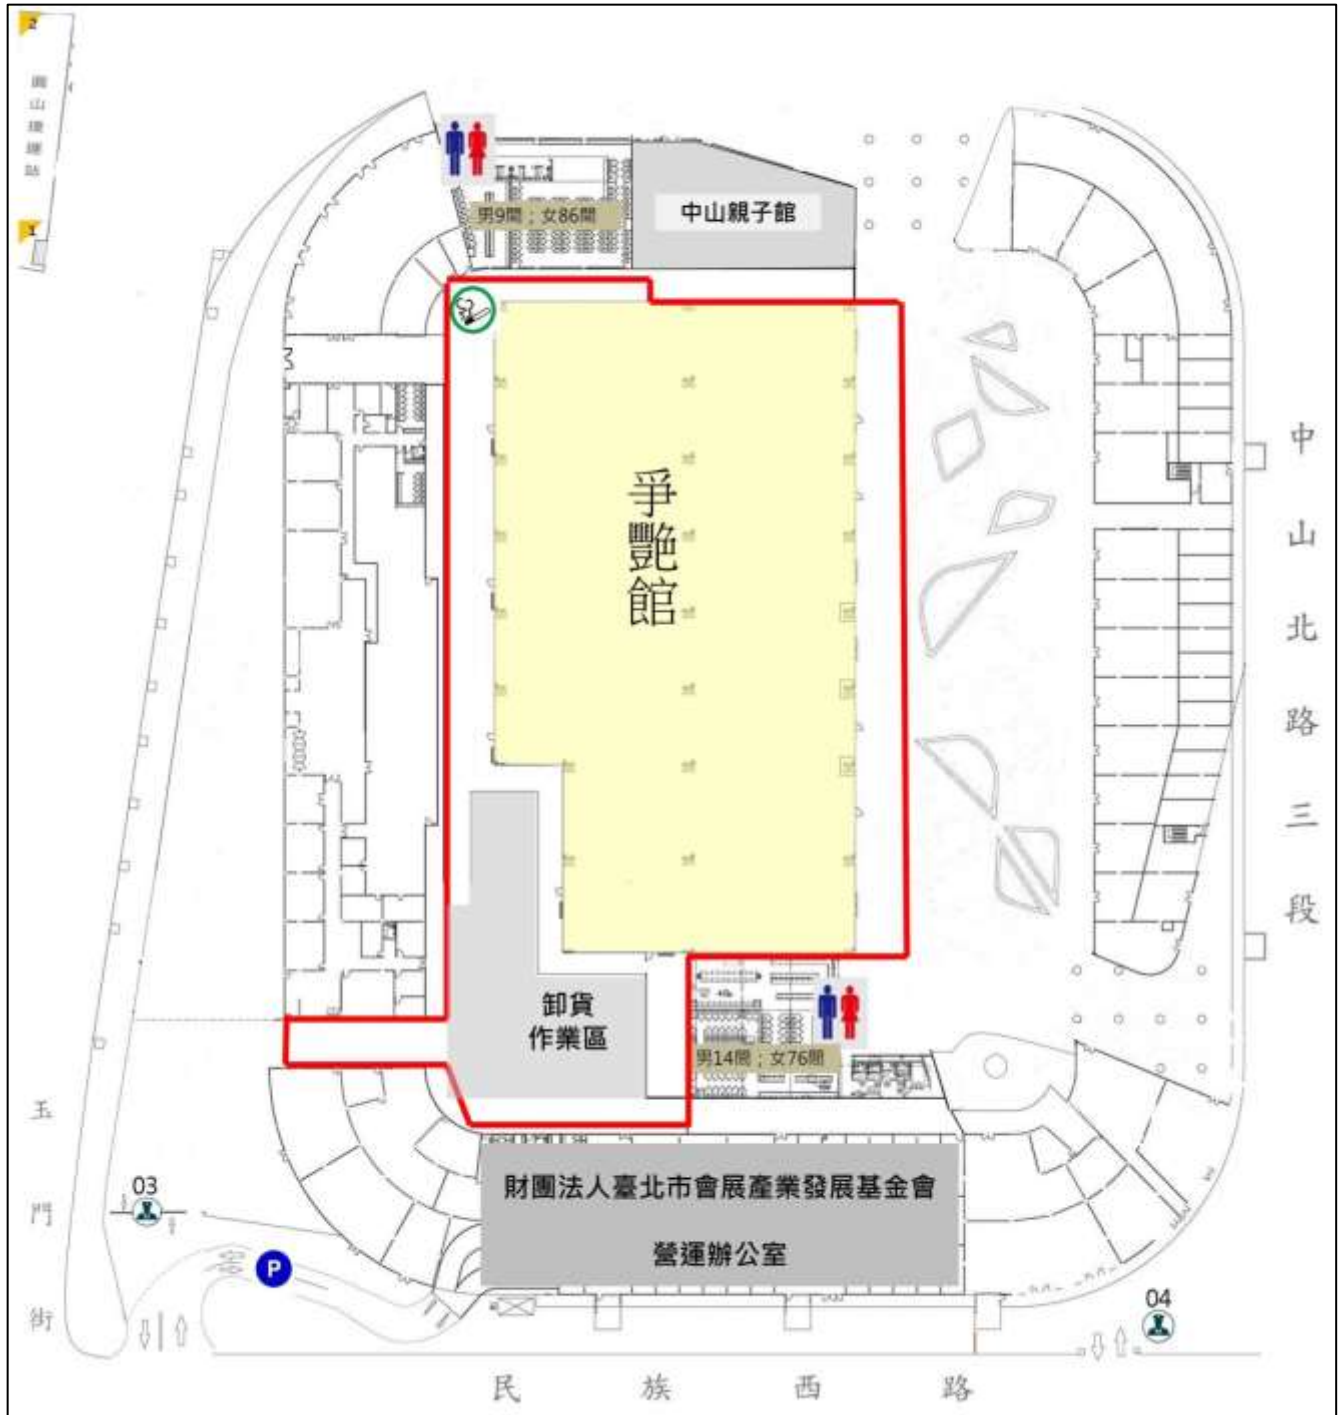 2
圓山捷運站
1
男9間；女86間
中山親子館
爭艷館
中山北路三段
卸貨
作業區
男14間；女76間
財團法人臺北市會展產業發展基金會
營運辦公室
玉門街
03
P
04
民族西路